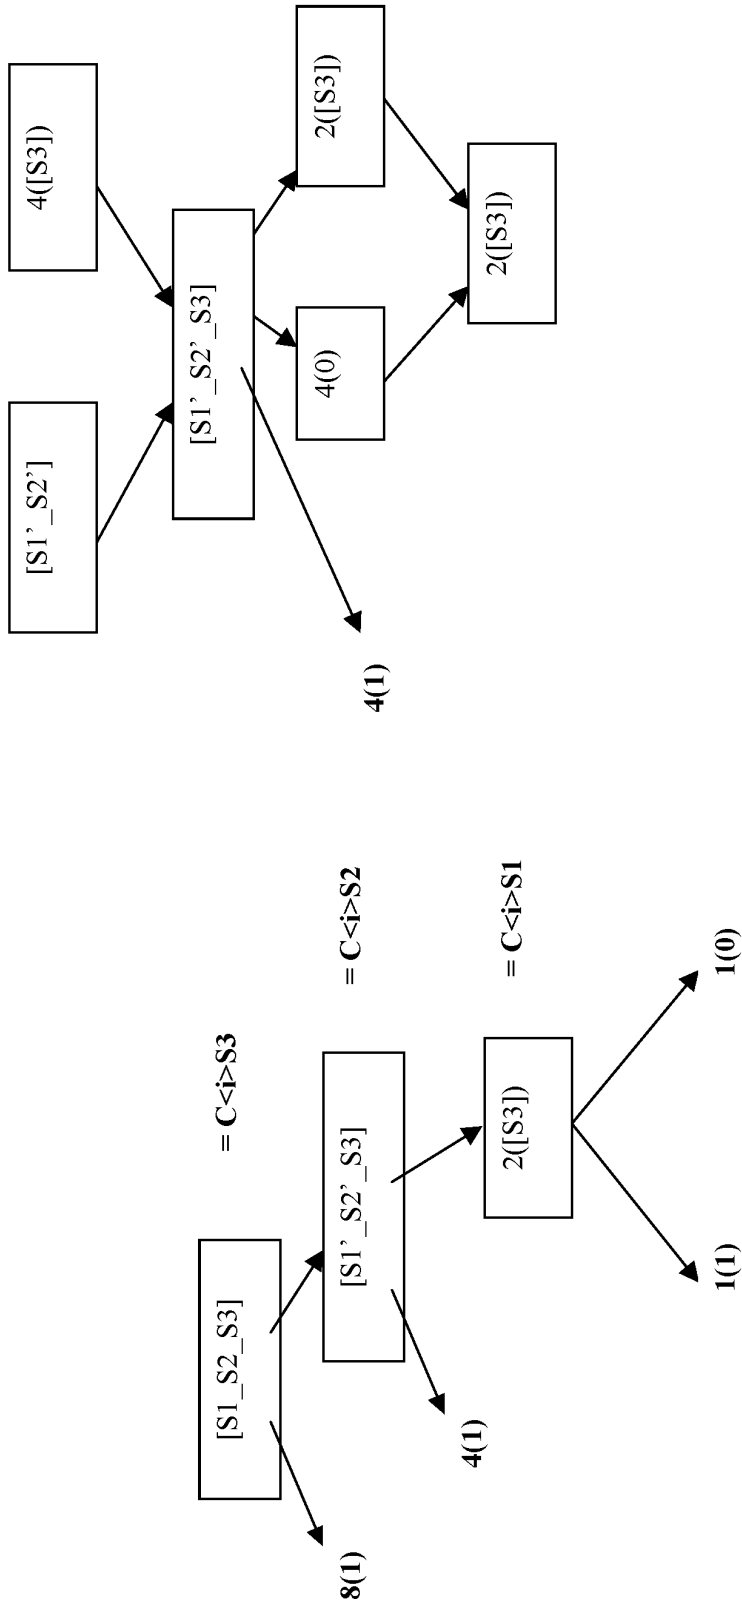 [S1_S2_S3]
= C<i>S3
8(1)
[S1’_S2’_S3]
= C<i>S2
4(1)
2([S3])
= C<i>S1
1(1)
1(0)
[S1’_S2’]
4([S3])
[S1’_S2’_S3]
4(0)
2([S3])
4(1)
2([S3])